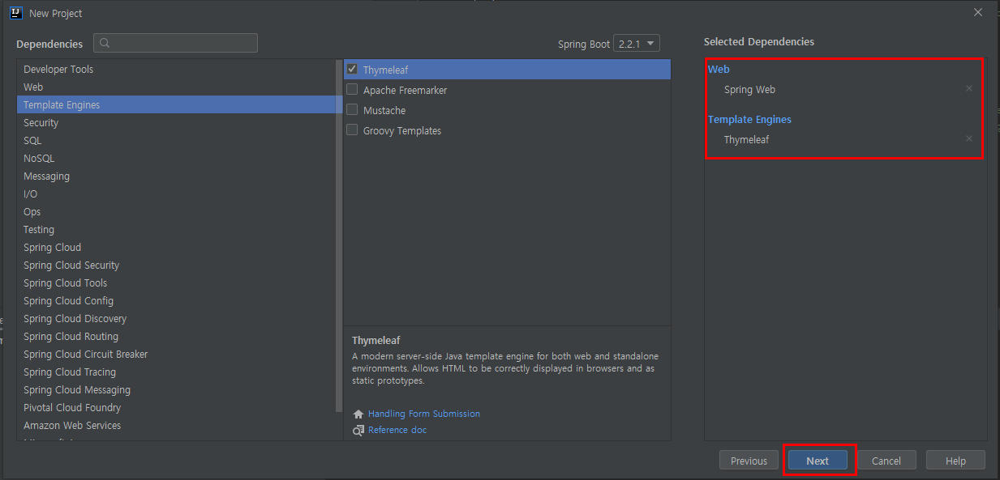 New Project
Dependencies
Spring Boot 2.2.1
Selected Dependencies
Developer Tools
Web
Template Engines
Security
SQL
NoSQL
Messaging
I/O
Ops
Testing
Spring Cloud
Spring Cloud Security
Spring Cloud Tools
Spring Cloud Config
Spring Cloud Discovery
Spring Cloud Routing
Spring Cloud Circuit Breaker
Spring Cloud Tracing
Spring Cloud Messaging
Pivotal Cloud Foundry
Amazon Web Services
Thymeleaf
Apache Freemarker
Mustache
Groovy Templates
Thymeleaf
A modern server-side Java template engine for both web and standalone
environments. Allows HTML to be correctly displayed in browsers and as
static prototypes.
Handling Form Submission
Reference doc
Web
Spring Web
Template Engines
Thymeleaf
Previous
Next
Cancel
Help